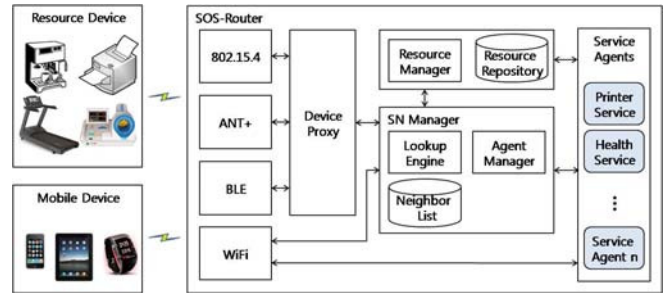 Resource Device
Mobile Device
SOS-Router
802.15.4
ANT+
BLE
WiFi
Device
Proxy
Resource
Manager
Resource
Repository
SN Manager
Lookup
Engine
Agent
Manager
Neighbor
List
Service
Agents
Printer
Service
Health
Service
Service
Agent n